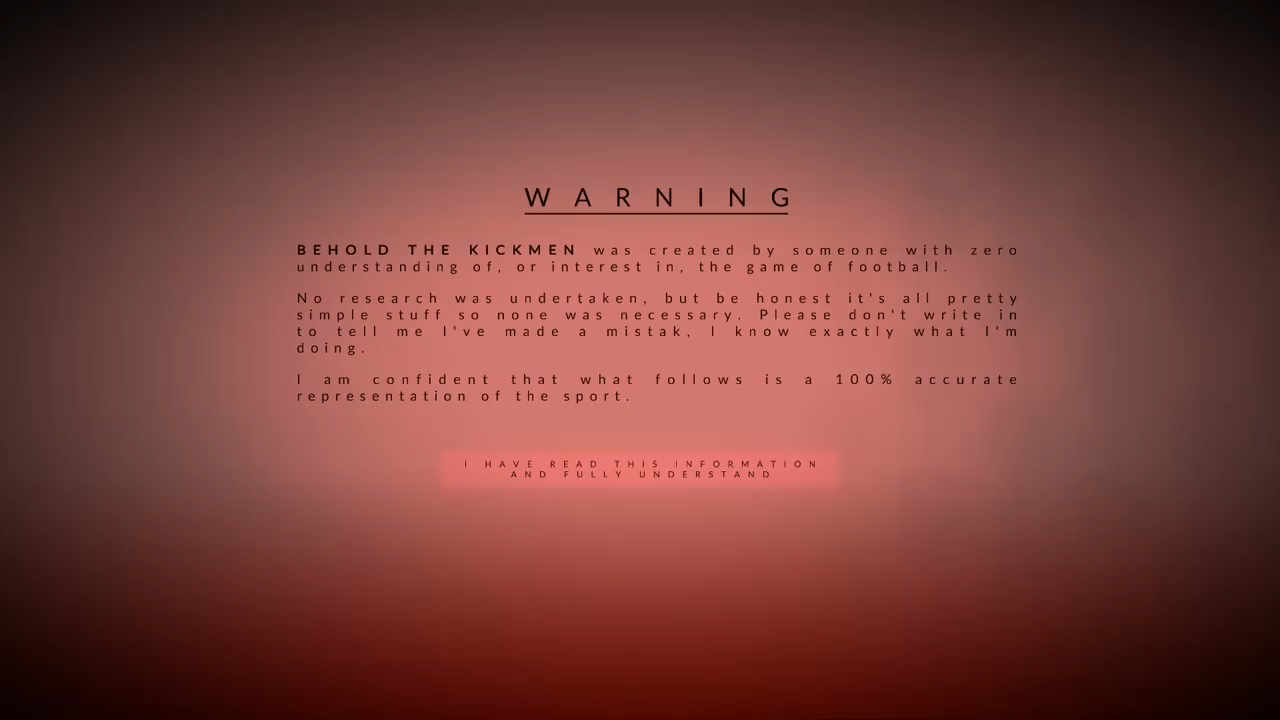 WARNING
BEHOLD THE KICKMEN was created by someone with zero
understanding of, or interest in, the game of football.
No research was undertaken, but be honest it's all pretty
simple stuff so none was necessary. Please don't write in
to tell me I've made a mistak, I know exactly what I'm
doing.
I am confident that what follows is a 100% accurate
representation of the sport.
I HAVE READ THIS INFORMATION
AND FULLY UNDERSTAND